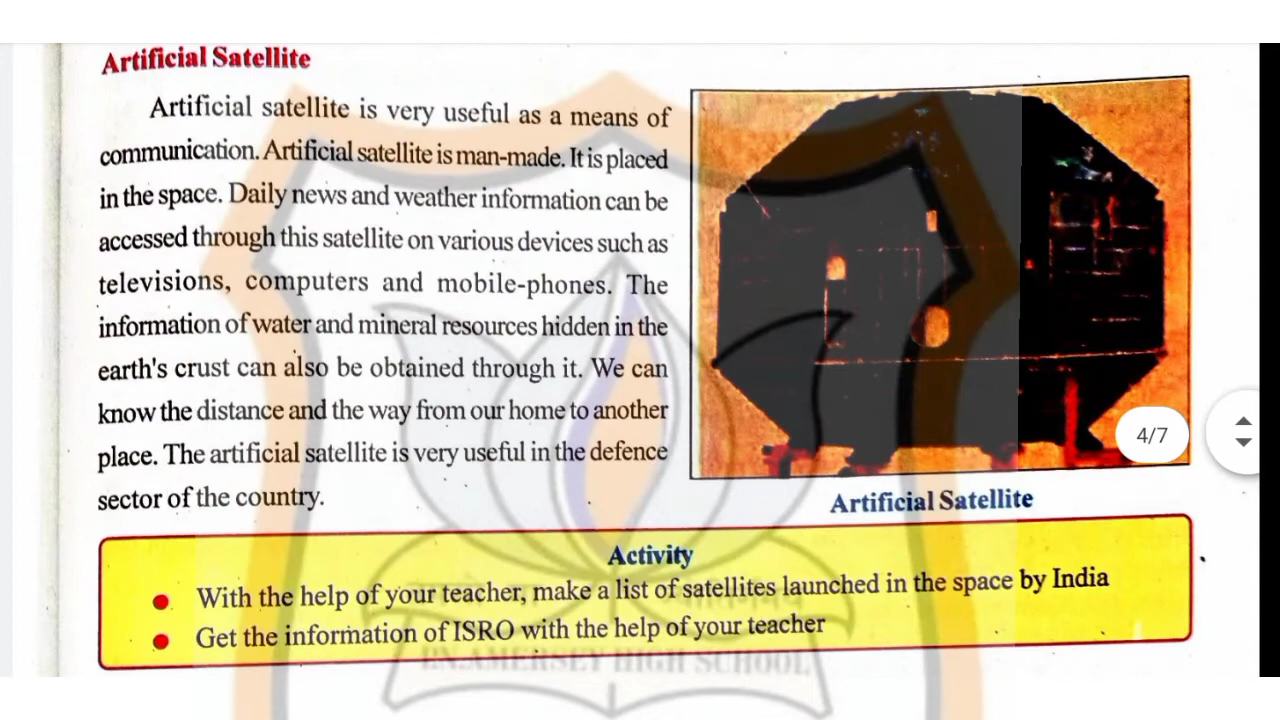 Artificial Satellite
Artificial satellite is very useful as a means of
communication. Artificial satellite is man-made. It is placed
in the space. Daily news and weather information can be
accessed through this satellite on various devices such as
televisions, computers and mobile-phones. The
information of water and mineral resources hidden in the
earth's crust can also be obtained through it. We can
know the distance and the way from our home to another
place. The artificial satellite is very useful in the defence
sector of the country.
4/7
Artificial Satellite
Activity
With the help of your teacher, make a list of satellites launched in the space by India
Get the information of ISRO with the help of your teacher
HIGH SCHOOL